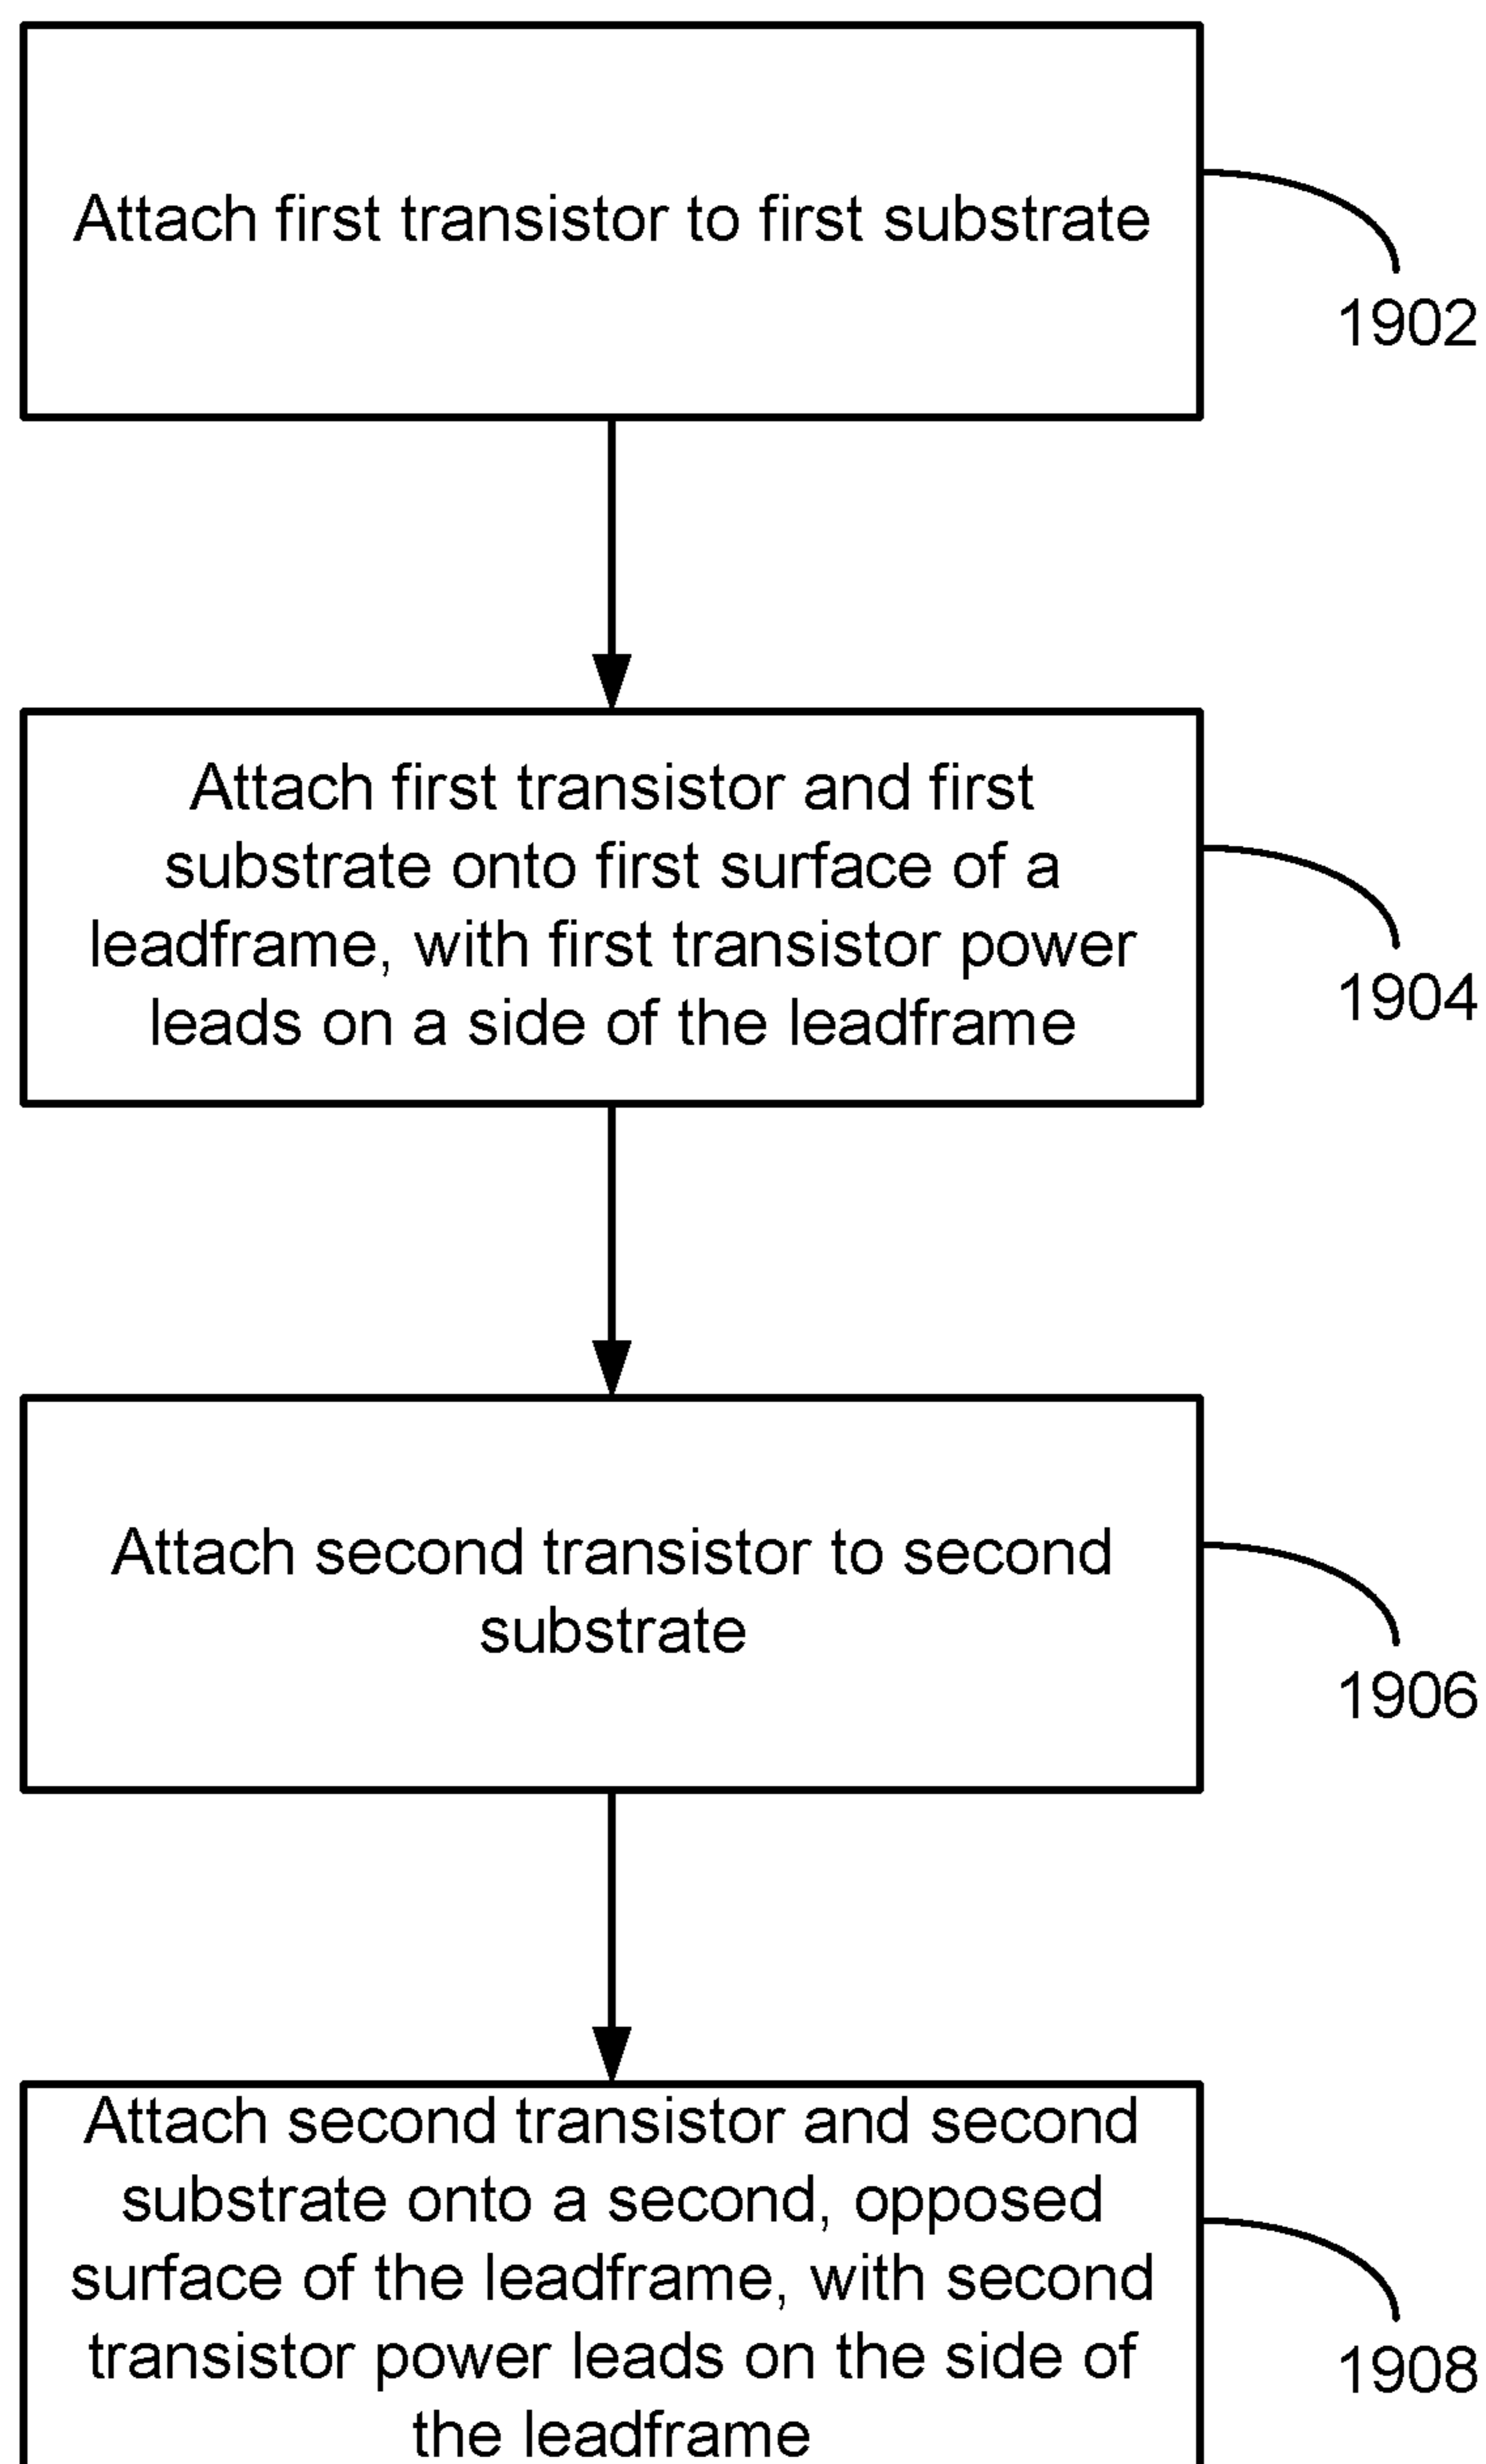 Attach first transistor to first substrate
1902
Attach first transistor and first
substrate onto first surface of a
leadframe, with first transistor power
leads on a side of the leadframe
1904
Attach second transistor to second
substrate
1906
Attach second transistor and second
substrate onto a second, opposed
surface of the leadframe, with second
transistor power leads on the side of
the leadframe
1908